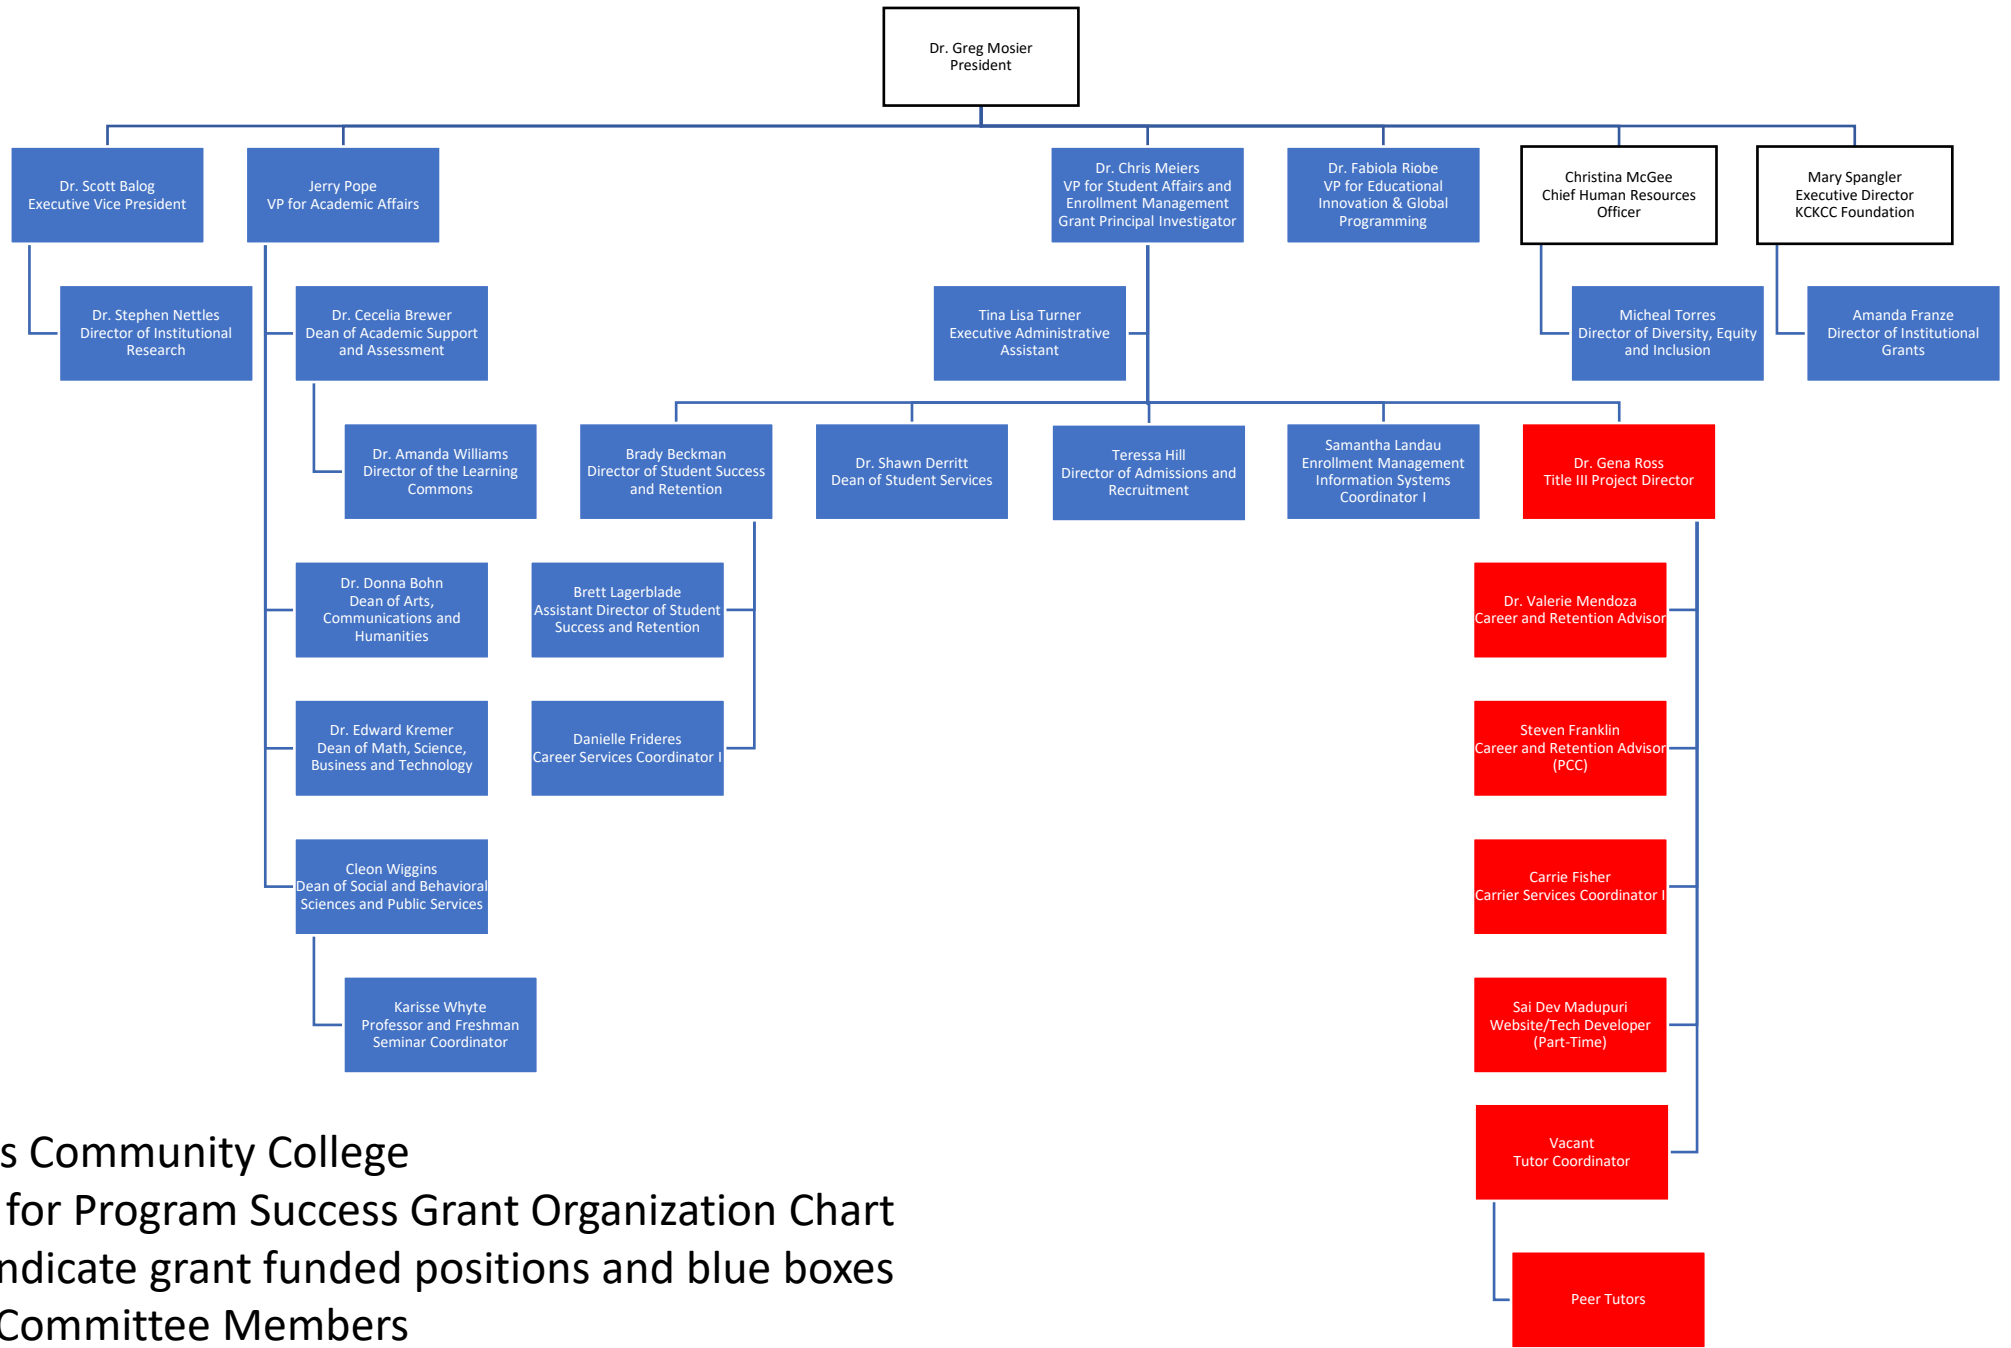 Dr. Greg Mosier
President
Dr. Scott Balog
Executive Vice President
Jerry Pope
VP for Academic Affairs
Dr. Chris Meiers
VP for Student Affairs and
Enrollment Management
Grant Principal Investigator
Dr. Fabiola Riobe
VP for Educational
Innovation & Global
Programming
Christina McGee
Chief Human Resources
Officer
Mary Spangler
Executive Director
KCKCC Foundation
Dr. Stephen Nettles
Director of Institutional
Research
Dr. Cecelia Brewer
Dean of Academic Support
and Assessment
Tina Lisa Turner
Executive Administrative
Assistant
Micheal Torres
Director of Diversity, Equity
and Inclusion
Amanda Franze
Director of Institutional
Grants
Dr. Amanda Williams
Director of the Learning
Commons
Brady Beckman
Director of Student Success
and Retention
Dr. Shawn Derritt
Dean of Student Services
Teressa Hill
Director of Admissions and
Recruitment
Samantha Landau
Enrollment Management
Information Systems
Coordinator I
Dr. Gena Ross
Title III Project Director
Dr. Donna Bohn
Dean of Arts,
Communications and
Humanities
Brett Lagerblade
Assistant Director of Student
Success and Retention
Dr. Valerie Mendoza
Career and Retention Advisor
Dr. Edward Kremer
Dean of Math, Science,
Business and Technology
Danielle Frideres
Career Services Coordinator I
Steven Franklin
Career and Retention Advisor
(PCC)
Cleon Wiggins
Dean of Social and Behavioral
Sciences and Public Services
Carrie Fisher
Carrier Services Coordinator I
Karisse Whyte
Professor and Freshman
Seminar Coordinator
Sai Dev Madupuri
Website/Tech Developer
(Part-Time)
Vacant
Tutor Coordinator
Peer Tutors
s Community College
for Program Success Grant Organization Chart
ndicate grant funded positions and blue boxes
Committee Members